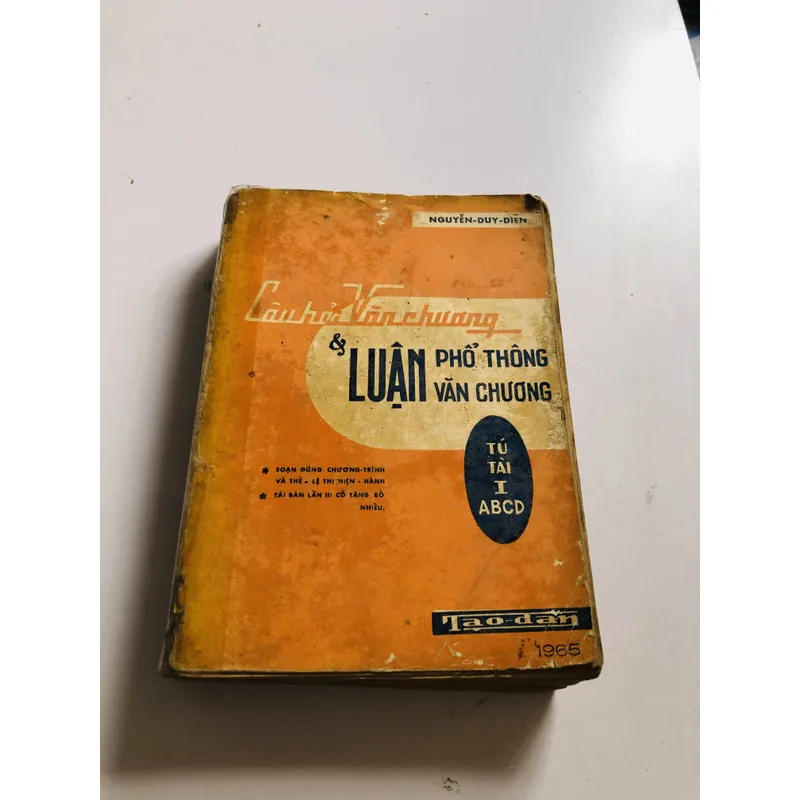 NGUYỄN-DUY-DIỄN
Câu hỏi Văn chương
&
LUẬN PHỔ THÔNG
VĂN CHƯƠNG
TÚ
TÀI
I
ABCD
* SOẠN ĐÚNG CHƯƠNG-TRÌNH
VÀ THỂ - LỆ THI HIỆN - HÀNH
* TÁI BẢN LẦN III CÓ TĂNG BỔ
NHIỀU.
Tao-đàn
1965